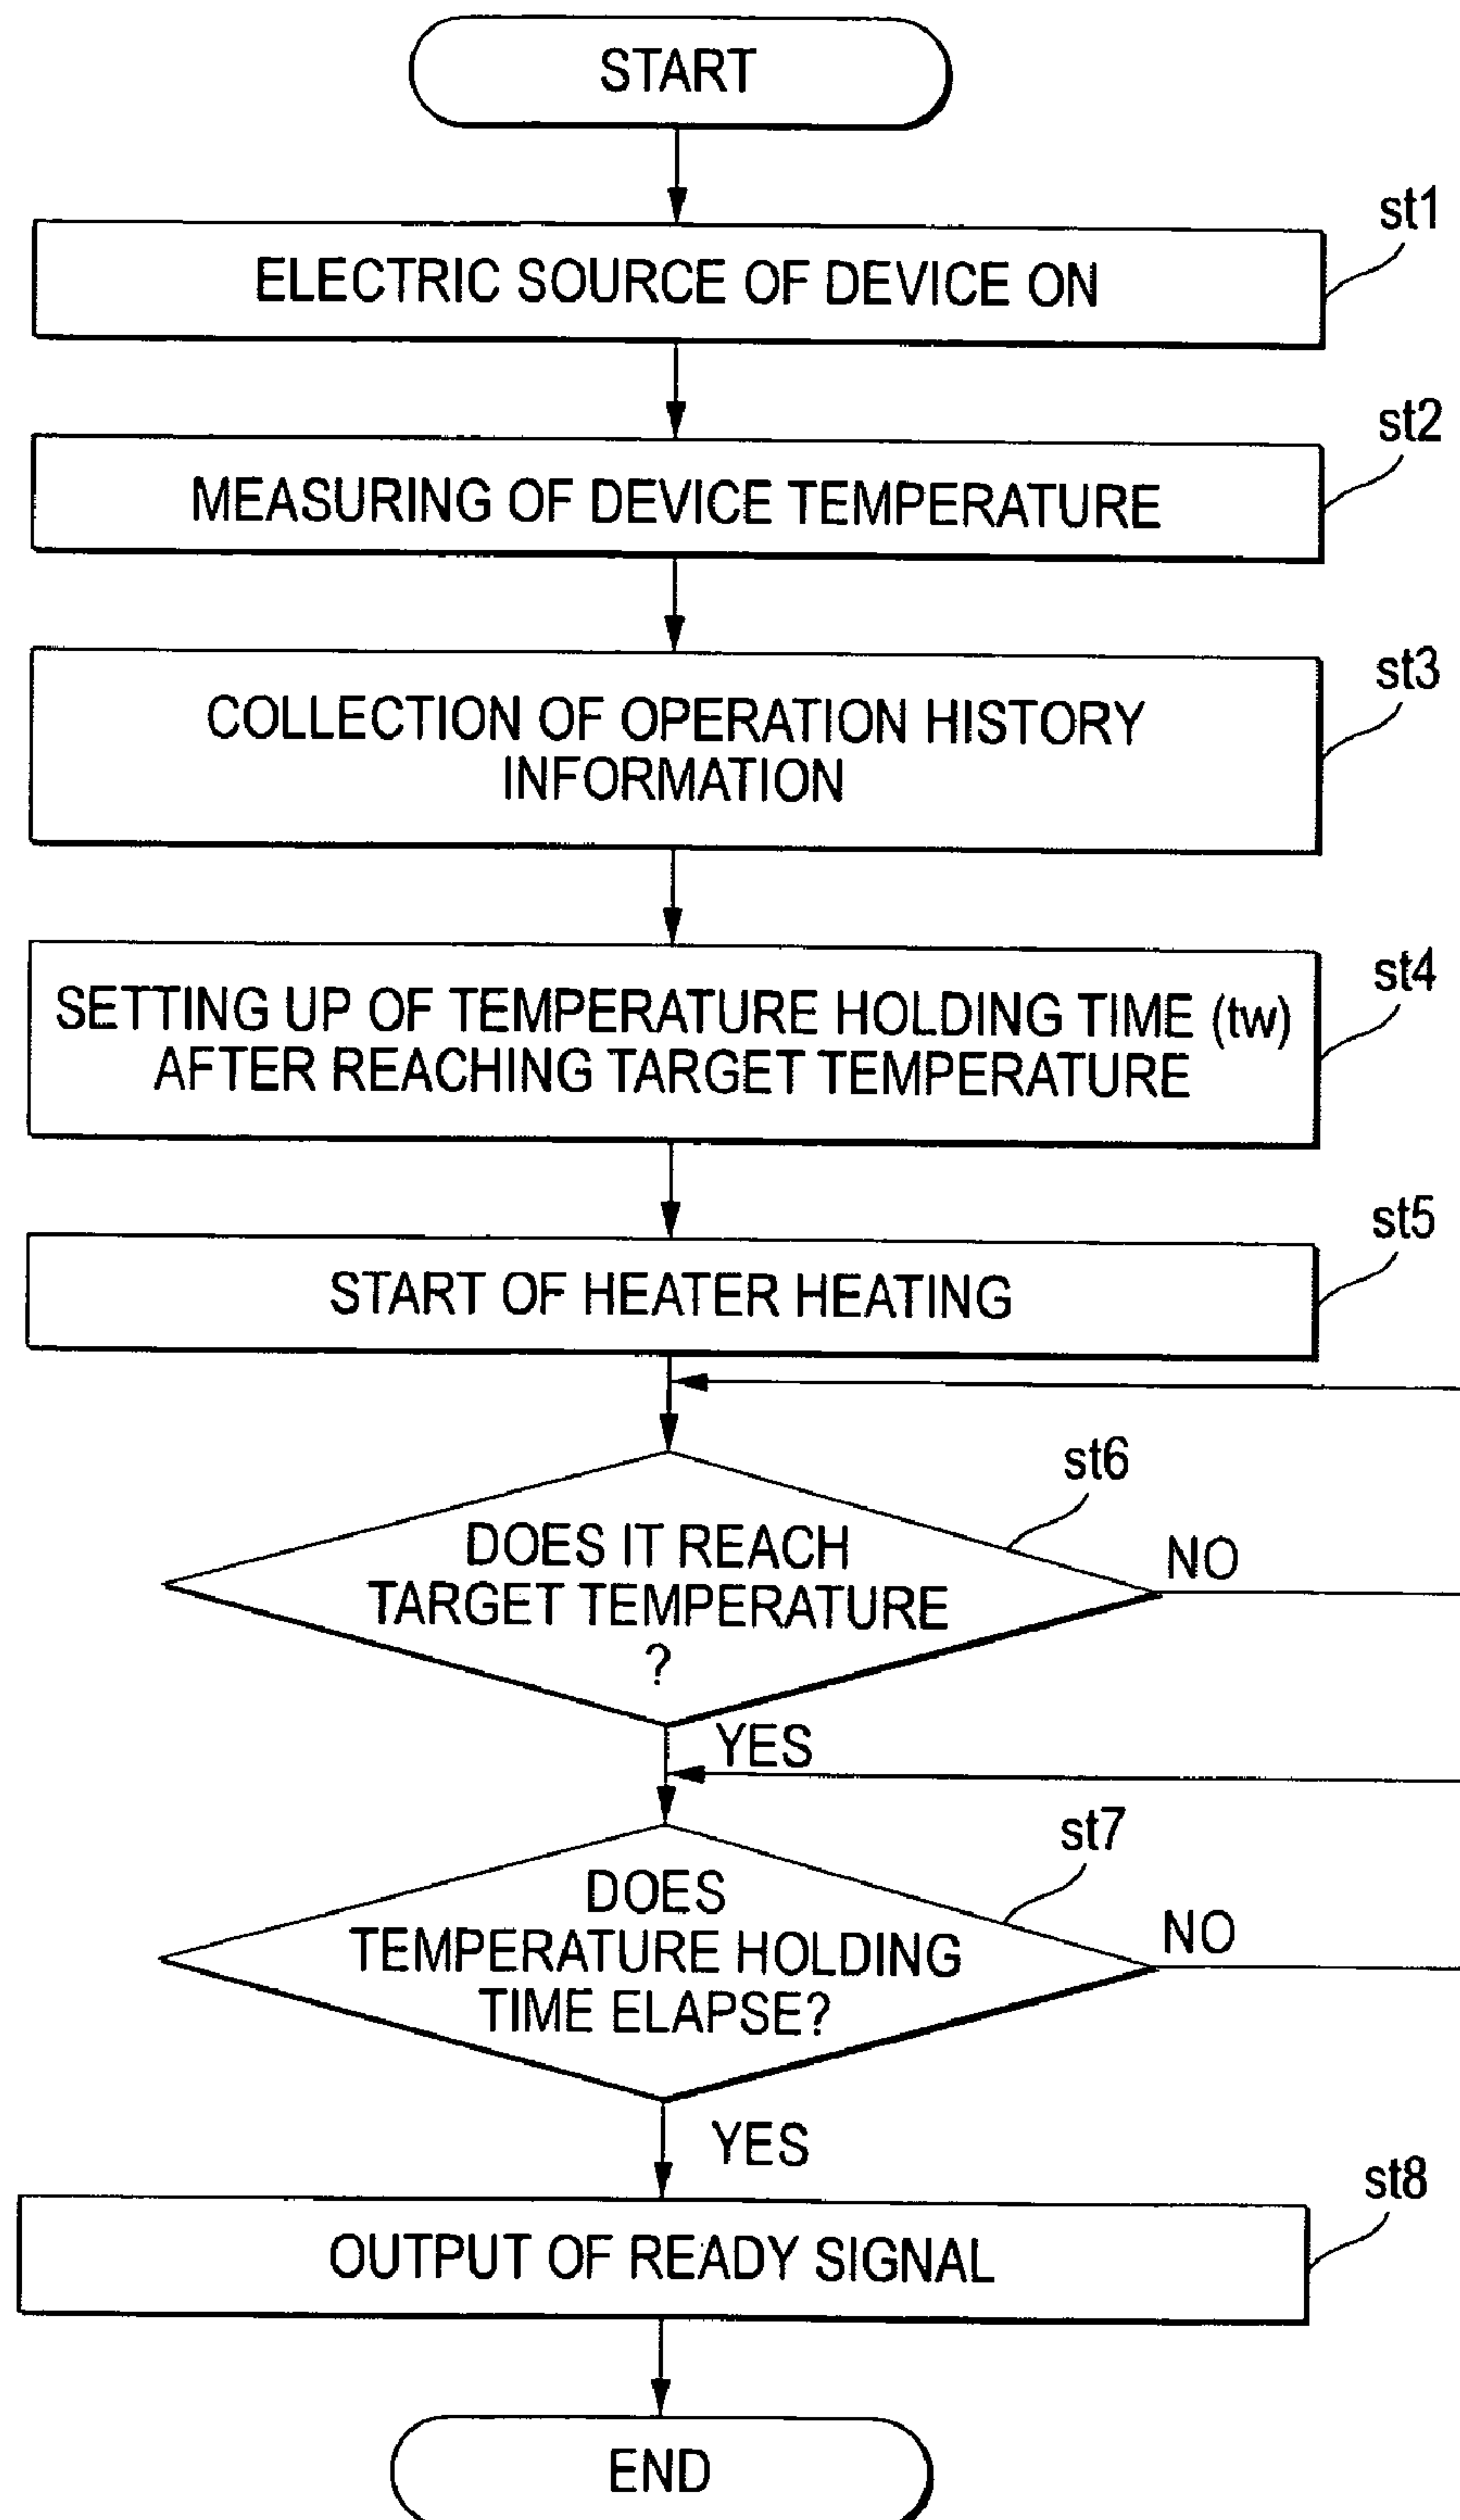 START
st1
ELECTRIC SOURCE OF DEVICE ON
st2
MEASURING OF DEVICE TEMPERATURE
st3
COLLECTION OF OPERATION HISTORY
INFORMATION
st4
SETTING UP OF TEMPERATURE HOLDING TIME (tw)
AFTER REACHING TARGET TEMPERATURE
st5
START OF HEATER HEATING
st6
DOES IT REACH
TARGET TEMPERATURE
?
NO
YES
st7
DOES
TEMPERATURE HOLDING
TIME ELAPSE?
NO
YES
st8
OUTPUT OF READY SIGNAL
END